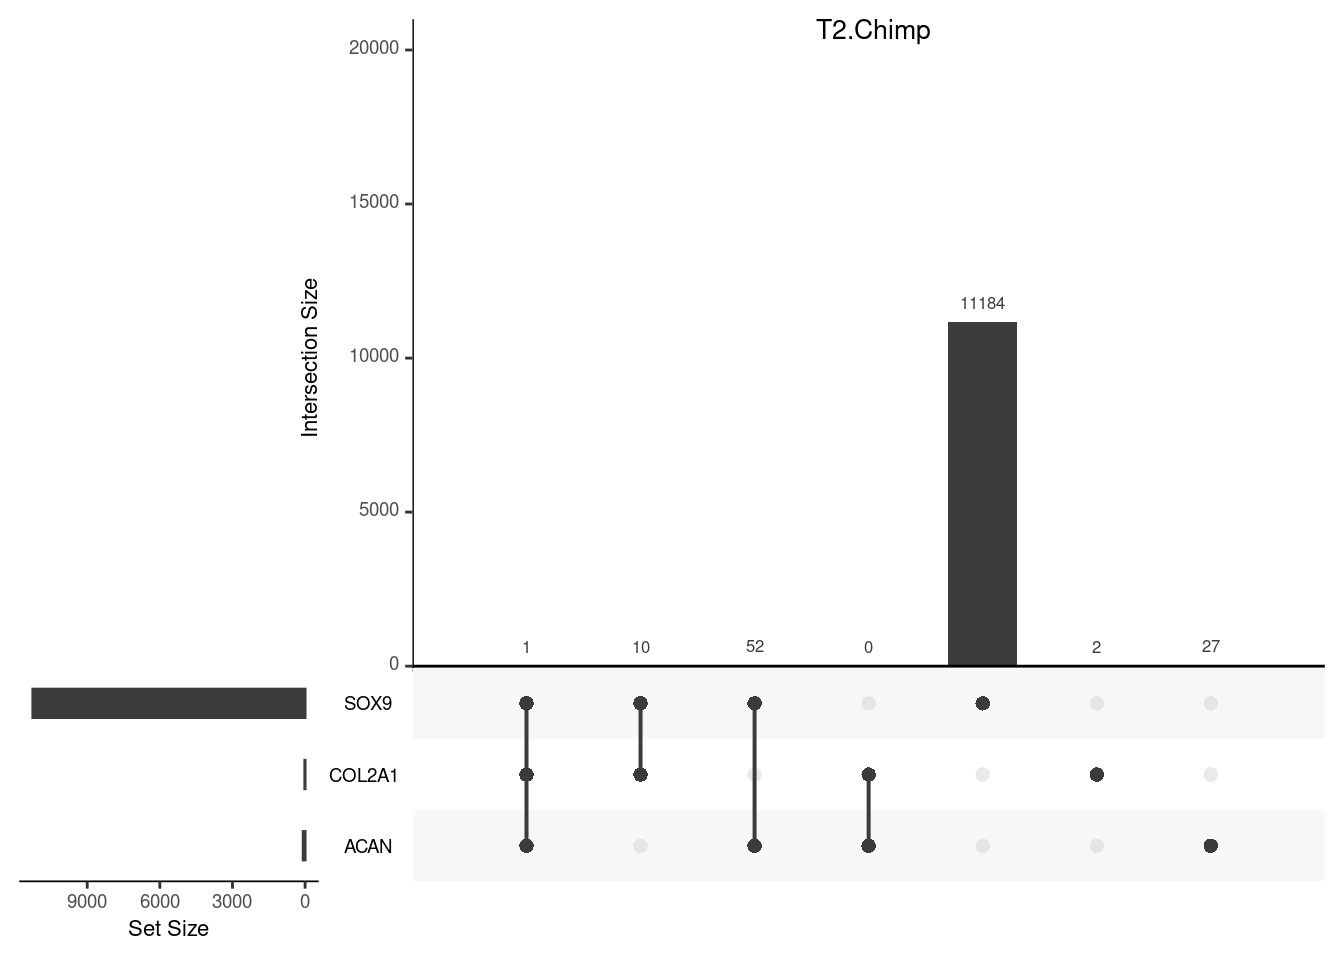 T2.Chimp
20000
15000
10000
5000
0
Intersection Size
11184
1 10 52 0 2 27
SOX9
COL2A1
ACAN
9000 6000 3000 0
Set Size